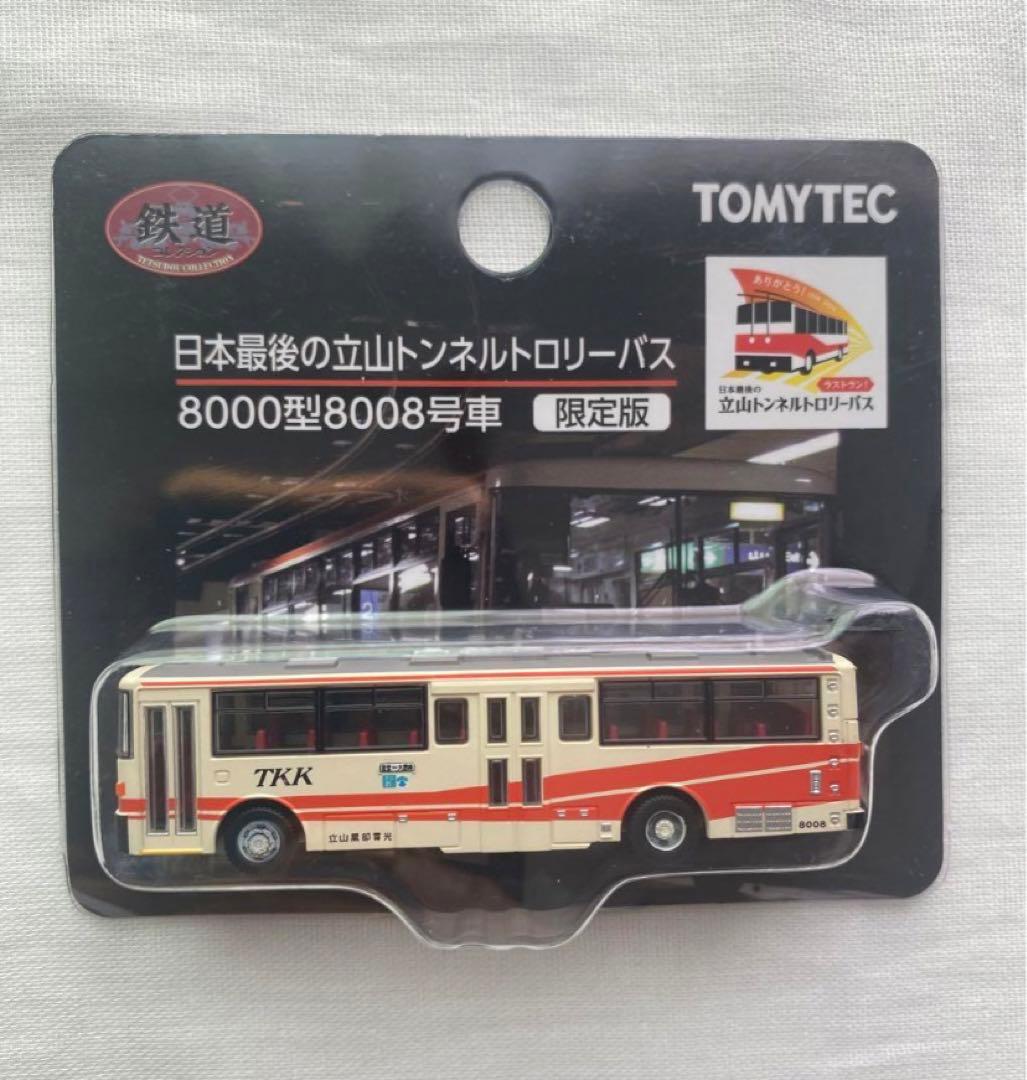 鉄道
コレクション
TETSUDOU COLLECTION
TOMYTEC
日本最後の立山トンネルトロリーバス
8000型8008号車 限定版
ありがとう!
ラストラン!
日本最後の
立山トンネルトロリーバス
TKK
立山黒部貫光
8008